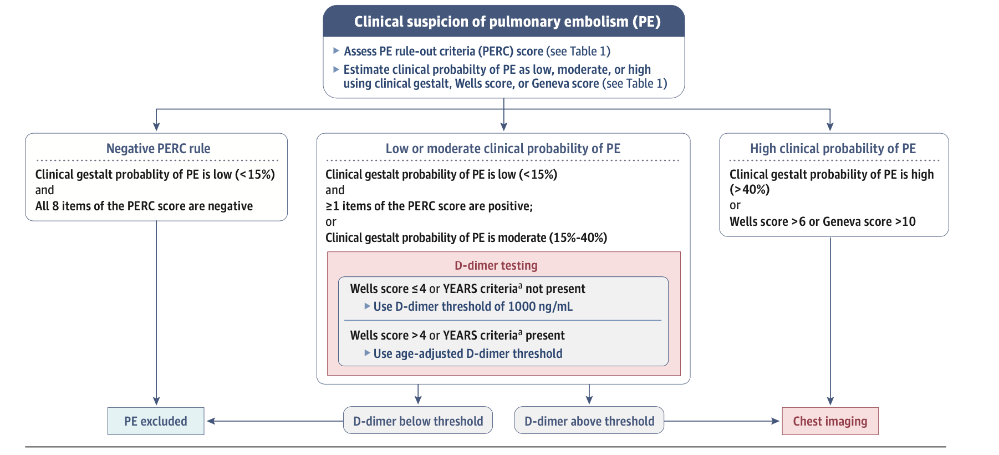 Clinical suspicion of pulmonary embolism (PE)
Assess PE rule-out criteria (PERC) score (see Table 1)
Estimate clinical probabilty of PE as low, moderate, or high
using clinical gestalt, Wells score, or Geneva score (see Table 1)
Negative PERC rule
Clinical gestalt probablity of PE is low (<15%)
and
All 8 items of the PERC score are negative
Low or moderate clinical probability of PE
Clinical gestalt probability of PE is low (<15%)
and
≥1 items of the PERC score are positive;
or
Clinical gestalt probability of PE is moderate (15%-40%)
D-dimer testing
Wells score ≤4 or YEARS criteriaª not present
Use D-dimer threshold of 1000 ng/mL
Wells score >4 or YEARS criteriaª present
Use age-adjusted D-dimer threshold
High clinical probability of PE
Clinical gestalt probability of PE is high
(>40%)
or
Wells score >6 or Geneva score >10
PE excluded
D-dimer below threshold
D-dimer above threshold
Chest imaging